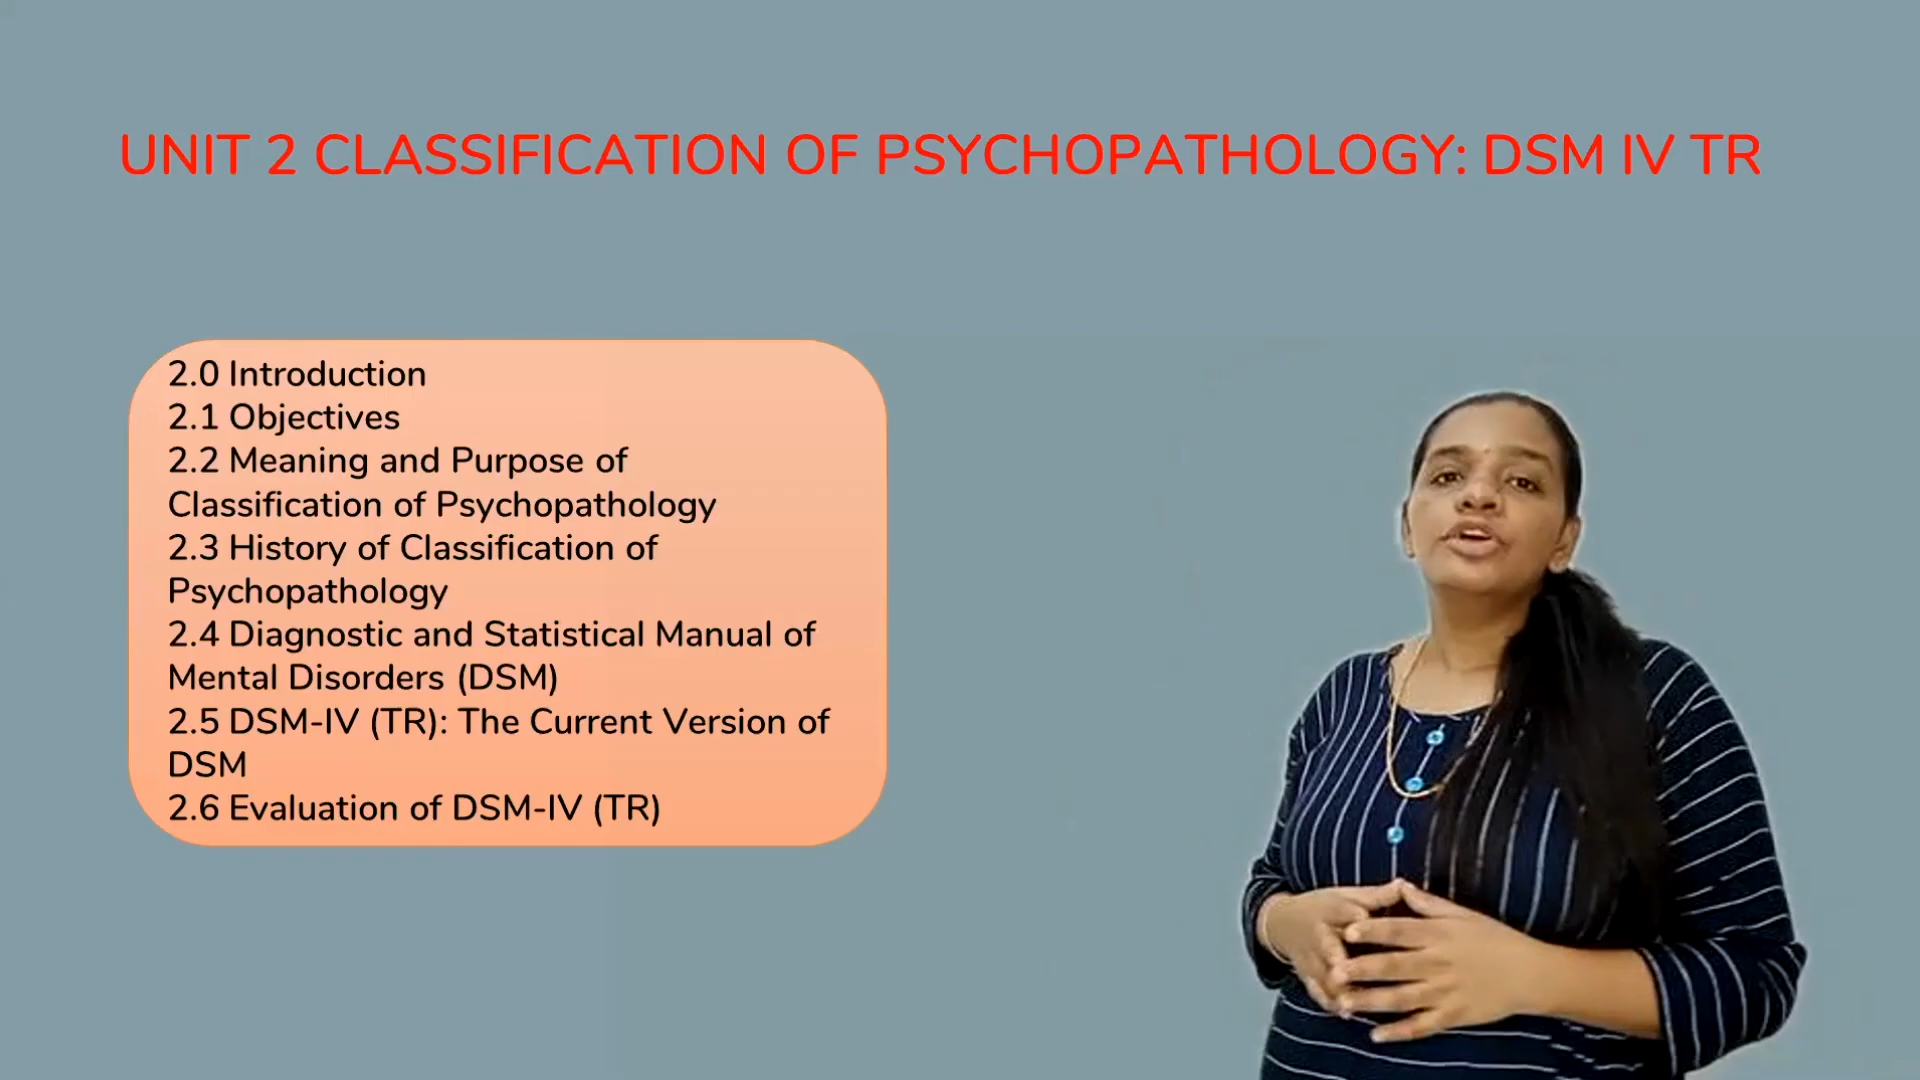 UNIT 2 CLASSIFICATION OF PSYCHOPATHOLOGY: DSM IV TR
2.0 Introduction
2.1 Objectives
2.2 Meaning and Purpose of
Classification of Psychopathology
2.3 History of Classification of
Psychopathology
2.4 Diagnostic and Statistical Manual of
Mental Disorders (DSM)
2.5 DSM-IV (TR): The Current Version of
DSM
2.6 Evaluation of DSM-IV (TR)